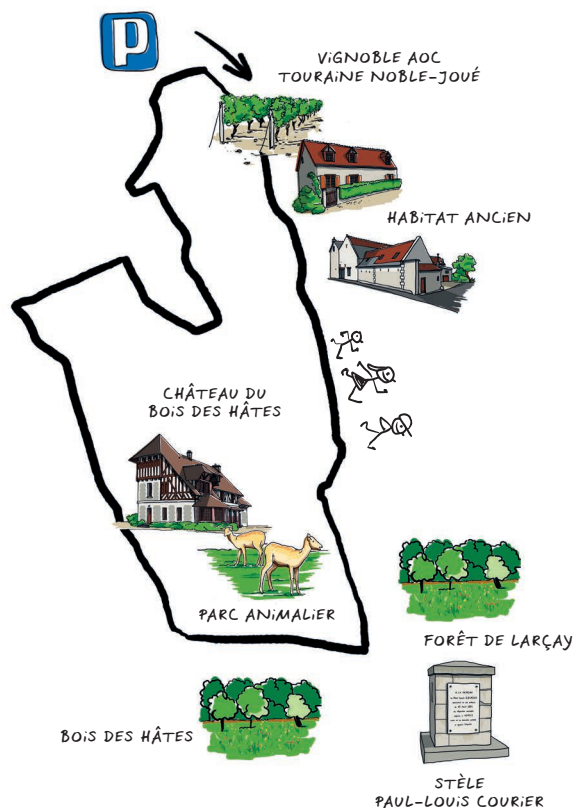 P
VIGNOBLE AOC
TOURAINE NOBLE-JOUÉ
HABITAT ANCIEN
CHÂTEAU DU
BOIS DES HÂTES
PARC ANIMALIER
FORÊT DE LARÇAY
BOIS DES HÂTES
STÈLE
PAUL-LOUIS COURIER